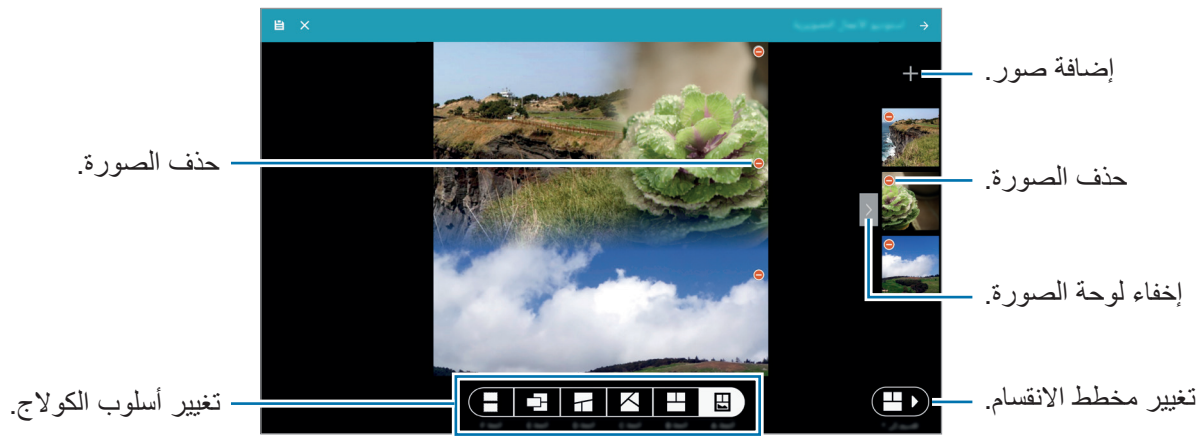 إضافة صور.
حذف الصورة.
حذف الصورة.
إخفاء لوحة الصورة.
تغيير مخطط الانقسام.
تغيير أسلوب الكولاج.